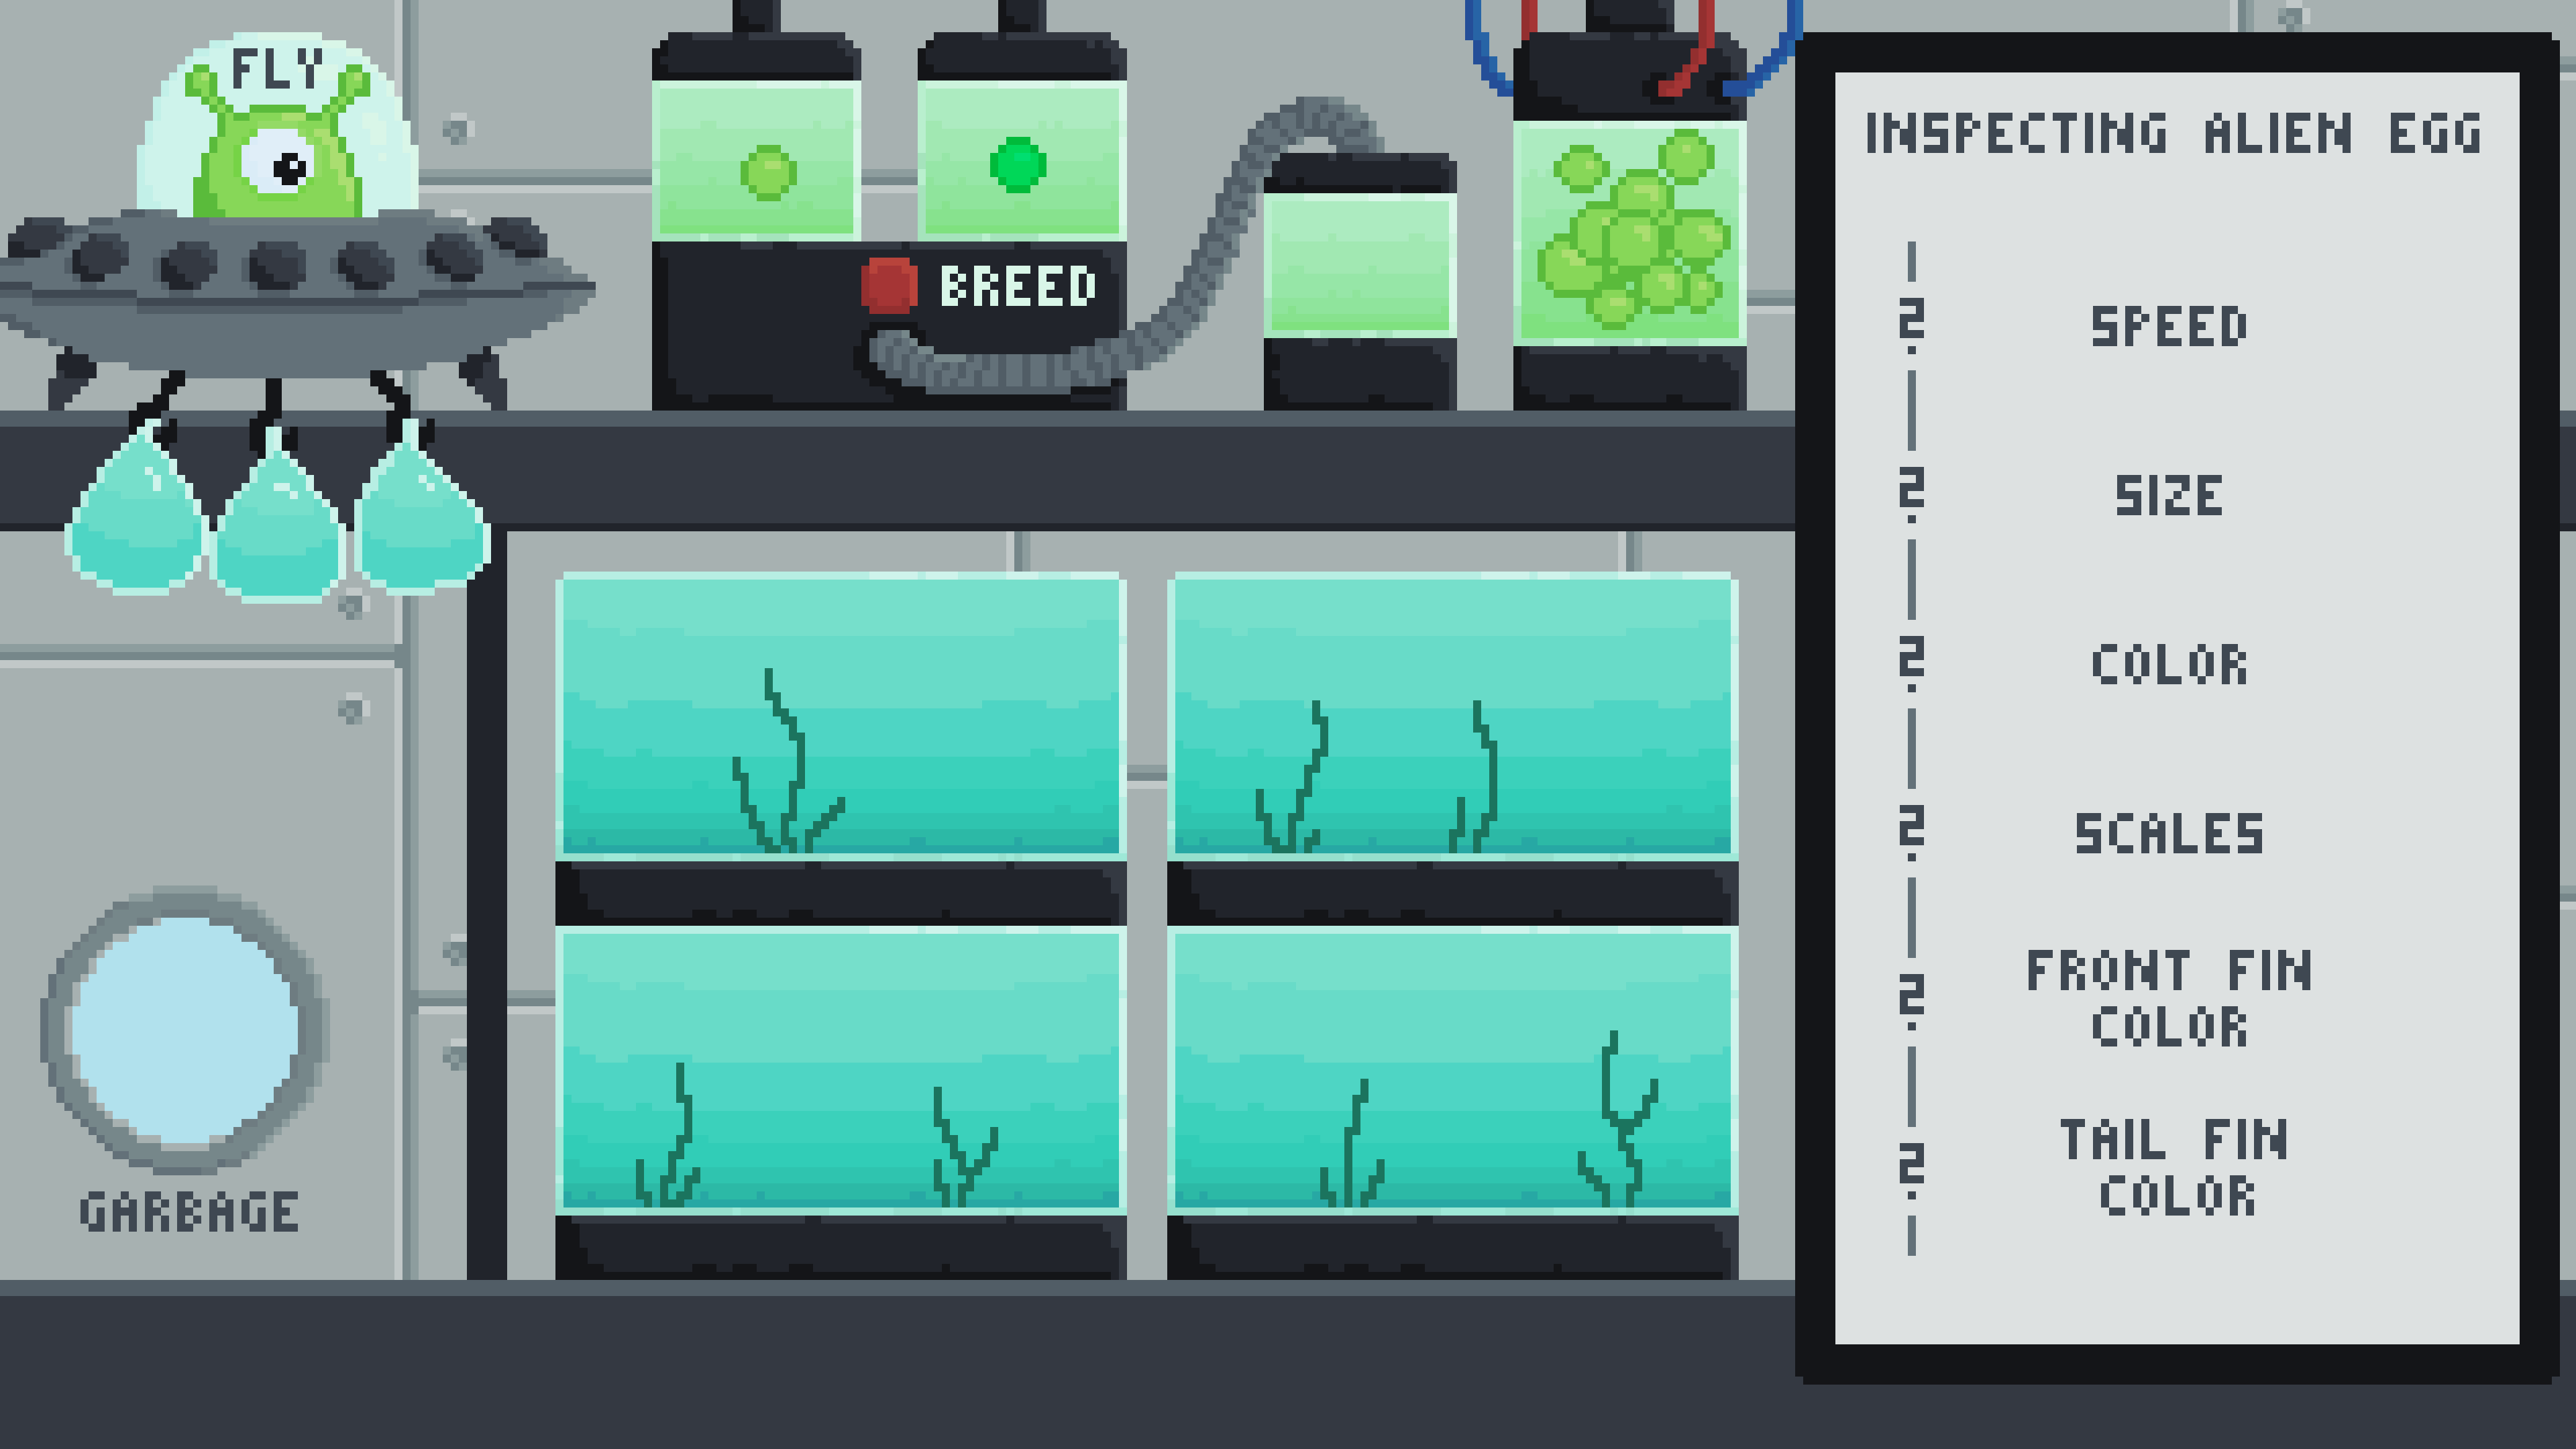 FLY
BREED
INSPECTING ALIEN EGG
?
SPEED
?
SIZE
?
COLOR
?
SCALES
?
FRONT FIN
COLOR
?
TAIL FIN
COLOR
GARBAGE